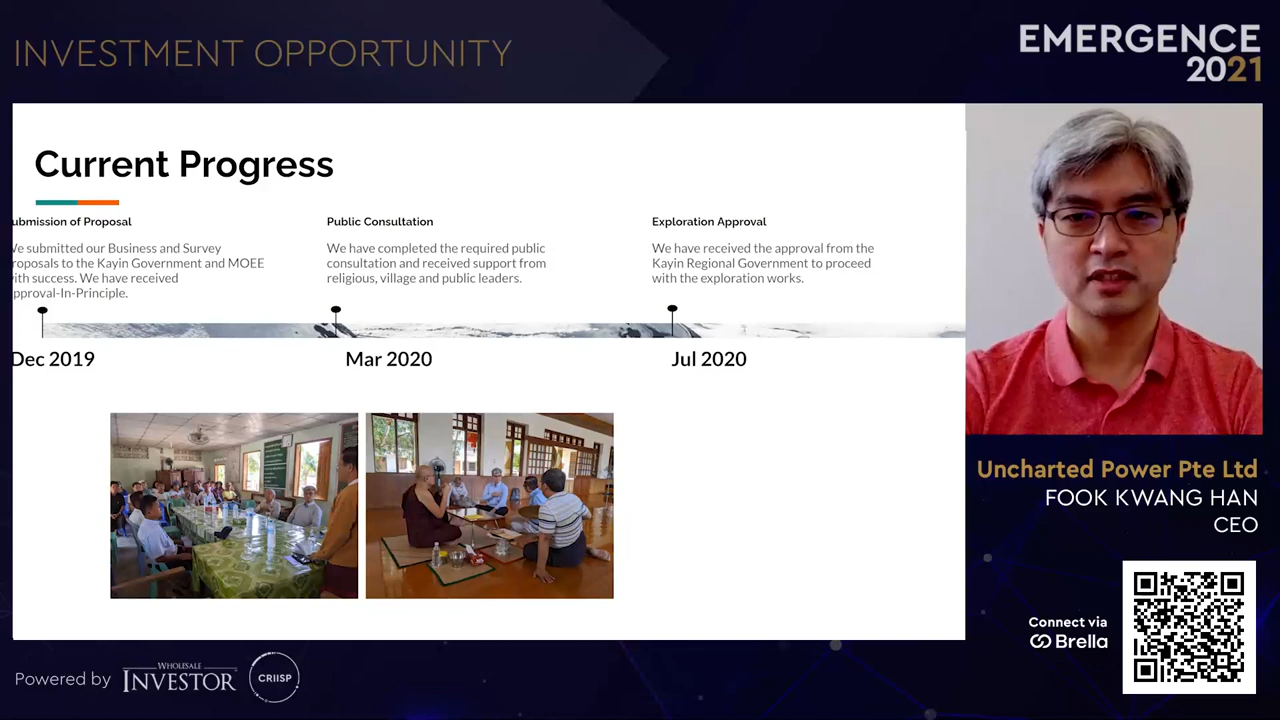 INVESTMENT OPPORTUNITY
EMERGENCE
2021
Current Progress
ubmission of Proposal
e submitted our Business and Survey
roposals to the Kayin Government and MOEE
ith success. We have received
pproval-In-Principle.
Public Consultation
We have completed the required public
consultation and received support from
religious, village and public leaders.
Exploration Approval
We have received the approval from the
Kayin Regional Government to proceed
with the exploration works.
Dec 2019
Mar 2020
Jul 2020
Uncharted Power Pte Ltd
FOOK KWANG HAN
CEO
Connect via
Brella
Powered by
WHOLESALE
INVESTOR
CRIISP